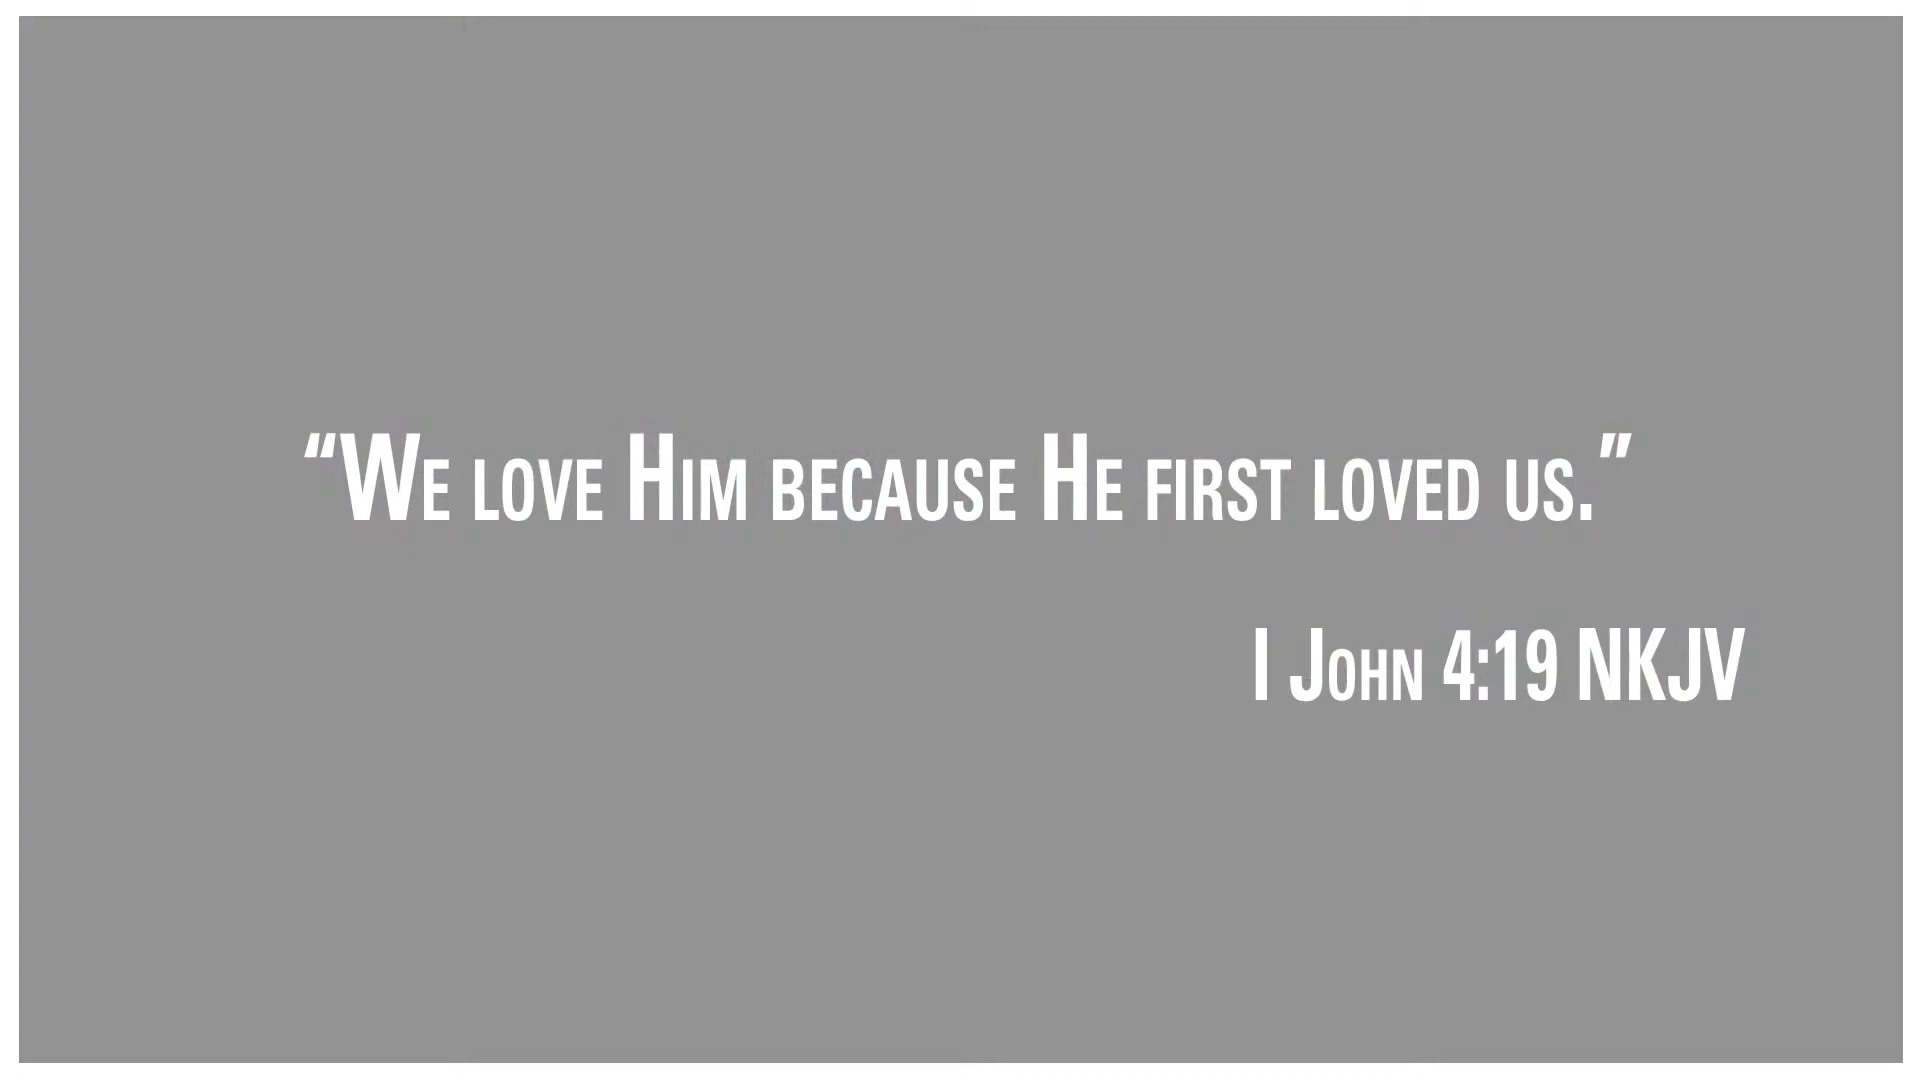 “We love Him because He first loved us.”
I John 4:19 NKJV